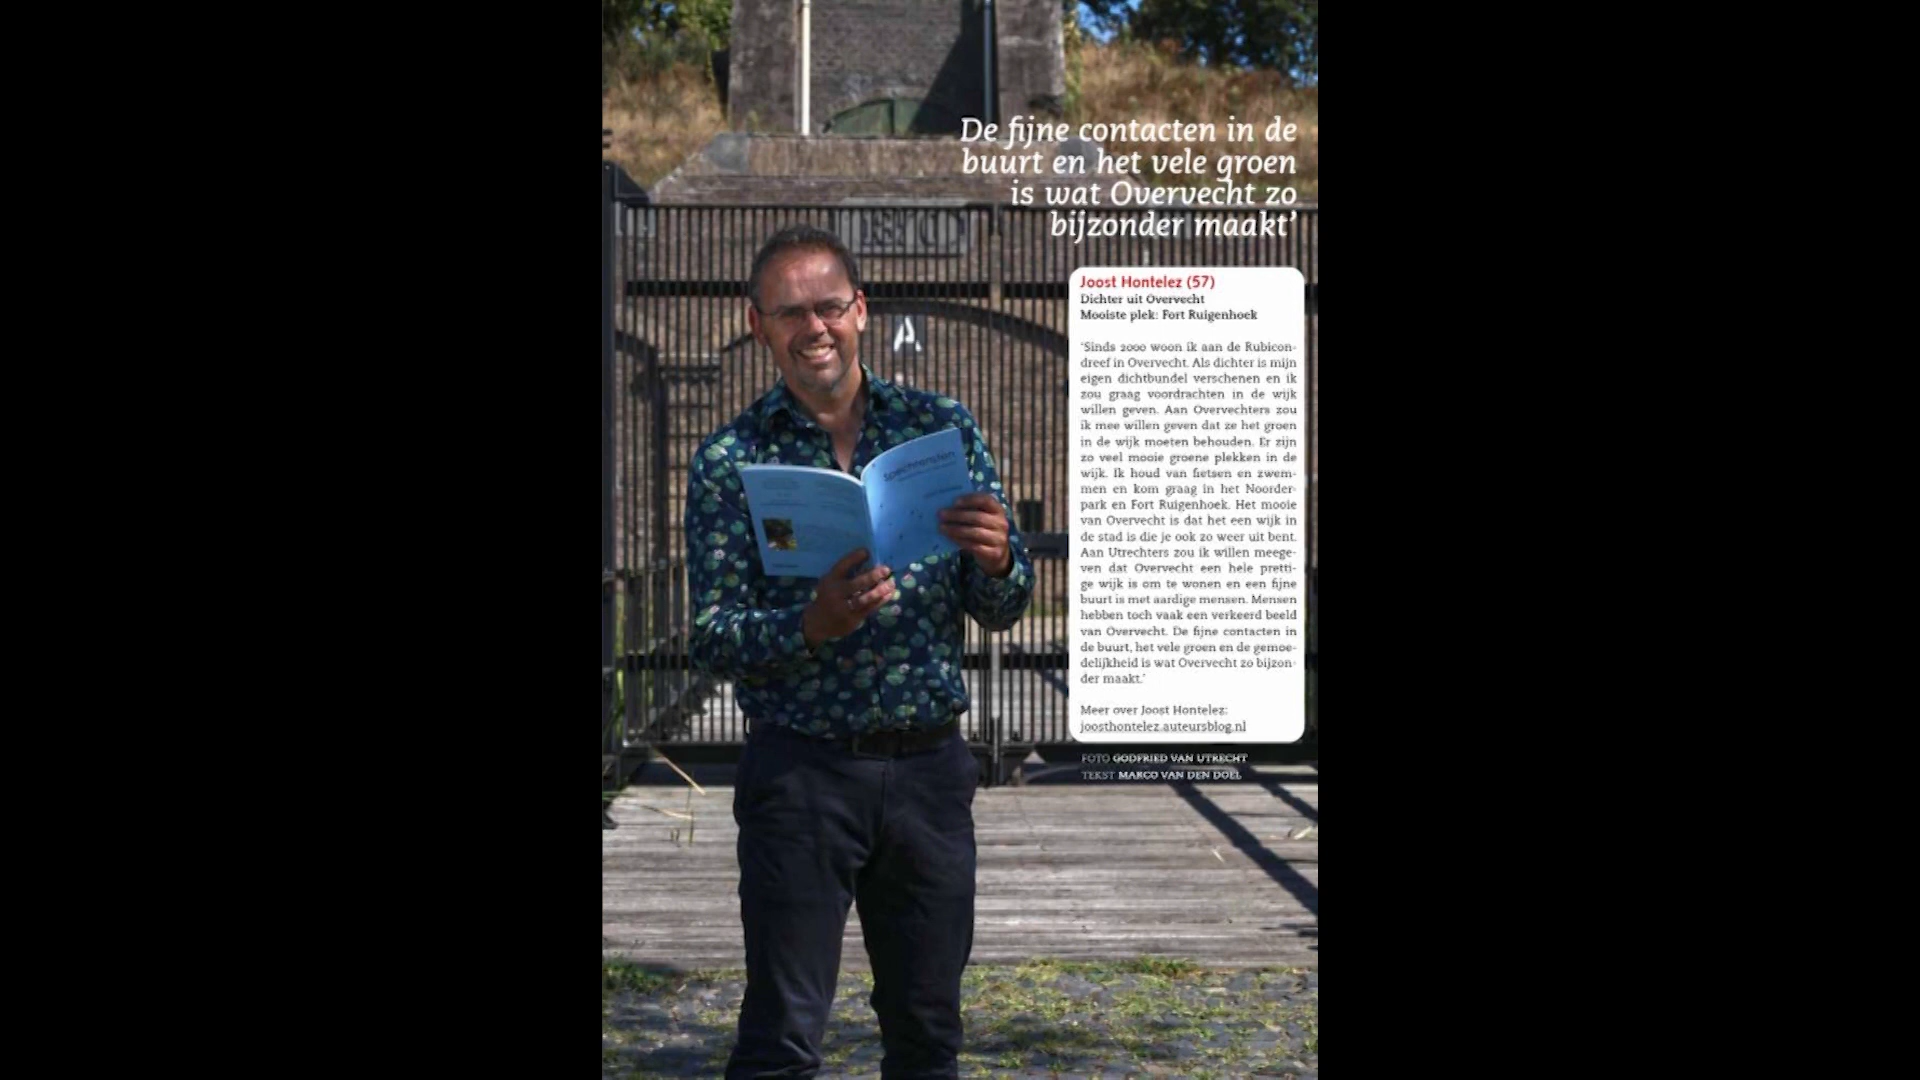 De fijne contacten in de
buurt en het vele groen
is wat Overvecht zo
bijzonder maakt’
Joost Hontelez (57)
Dichter uit Overvecht
Mooiste plek: Fort Ruigenhoek
‘Sinds 2000 woon ik aan de Rubicon-
dreef in Overvecht. Als dichter is mijn
eigen dichtbundel verschenen en ik
zou graag voordrachten in de wijk
willen geven. Aan Overvechters zou
ik mee willen geven dat ze het groen
in de wijk moeten behouden. Er zijn
zo veel mooie groene plekken in de
wijk. Ik houd van fietsen en zwem-
men en kom graag in het Noorder-
park en Fort Ruigenhoek. Het mooie
van Overvecht is dat het een wijk in
de stad is die je ook zo weer uit bent.
Aan Utrechters zou ik willen meege-
ven dat Overvecht een hele pretti-
ge wijk is om te wonen en een fijne
buurt is met aardige mensen. Mensen
hebben toch vaak een verkeerd beeld
van Overvecht. De fijne contacten in
de buurt, het vele groen en de gemoe-
delijkheid is wat Overvecht zo bijzon-
der maakt.’
Meer over Joost Hontelez:
joosthontelez.auteursblog.nl
FOTO GODFRIED VAN UTRECHT
TEKST MARCO VAN DEN DOEL
A